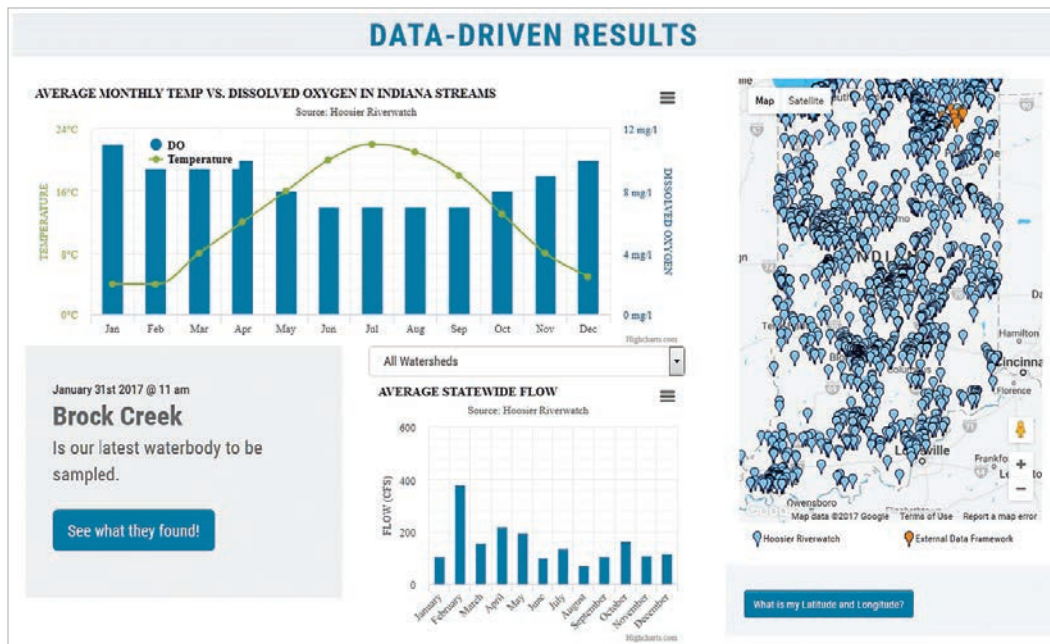 DATA-DRIVEN RESULTS
AVERAGE MONTHLY TEMP VS. DISSOLVED OXYGEN IN INDIANA STREAMS
Source: Hoosier Riverwatch
24°C
16°C
8°C
0°C
TEMPERATURE
DO
Temperature
12 mg/l
8 mg/l
4 mg/l
0 mg/l
DISSOLVED OXYGEN
Jan Feb Mar Apr May Jun Jul Aug Sep Oct Nov Dec
Highcharts.com
January 31st 2017 @ 11 am
Brock Creek
Is our latest waterbody to be
sampled.
See what they found!
All Watersheds
AVERAGE STATEWIDE FLOW
Source: Hoosier Riverwatch
600
400
200
0
FLOW (CFS)
January February March April May June July August September October November December
Highcharts.com
Map Satellite
Hamilton
Cincinna
Florence
Frankfo
Owensboro
Map data ©2017 Google Terms of Use Report a map error
Hoosier Riverwatch External Data Framework
What is my Latitude and Longitude?